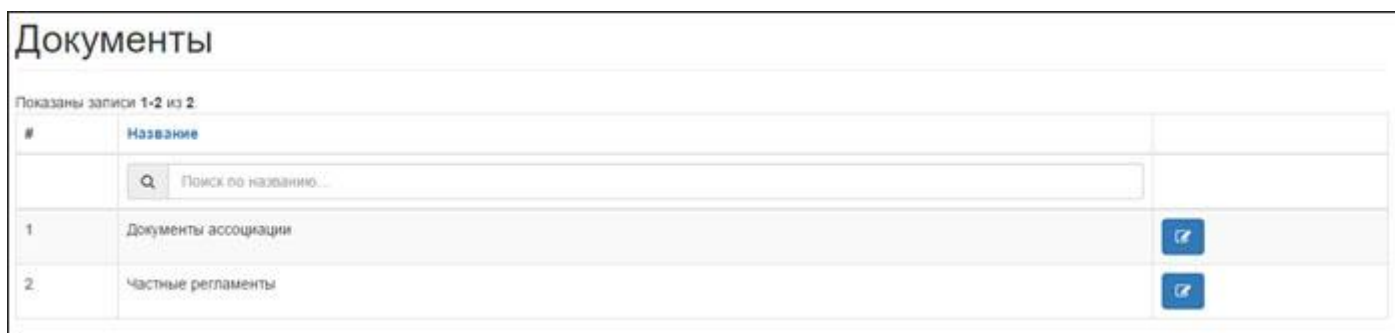 Документы
Показаны записи 1-2 из 2.
# Название
Поиск по названию...
1 Документы ассоциации
2 Частные регламенты